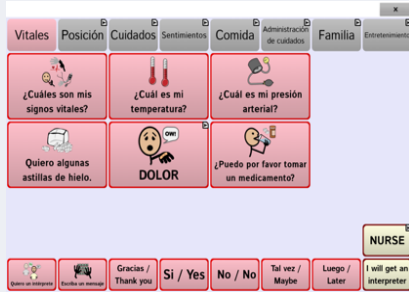 x
Vitales
Posición
Cuidados
Sentimientos
Comida
Administración
de cuidados
Familia
Entretenimiento
¿Cuáles son mis
signos vitales?
¿Cuál es mi
temperatura?
¿Cuál es mi presión
arterial?
Quiero algunas
astillas de hielo.
OW!
DOLOR
¿Puedo por favor tomar
un medicamento?
NURSE
Quiero un intérprete
Escriba un mensaje
Gracias /
Thank you
Si / Yes
No / No
Tal vez /
Maybe
Luego /
Later
I will get an
interpreter